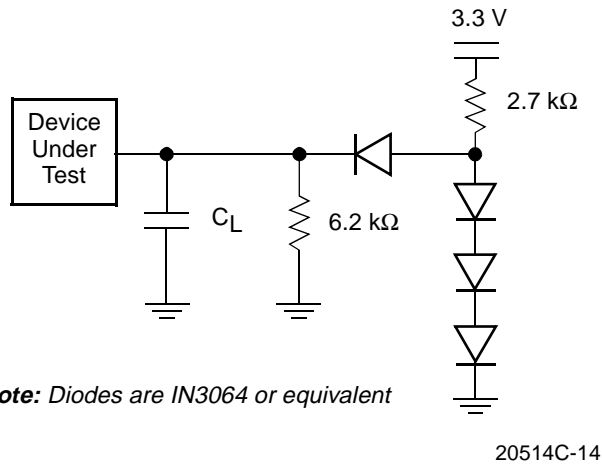 3.3 V
2.7 kΩ
Device
Under
Test
CL
6.2 kΩ
ote: Diodes are IN3064 or equivalent
20514C-14